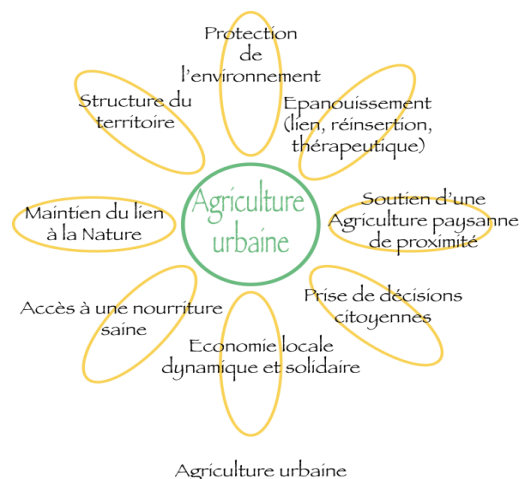 Protection
de
l'environnement
Epanouissement
(lien, réinsertion,
thérapeutique)
Structure du
territoire
Agriculture
urbaine
Maintien du lien
à la Nature
Soutien d'une
Agriculture paysanne
de proximité
Prise de décisions
citoyennes
Accès à une nourriture
saine
Economie locale
dynamique et solidaire
Agriculture urbaine